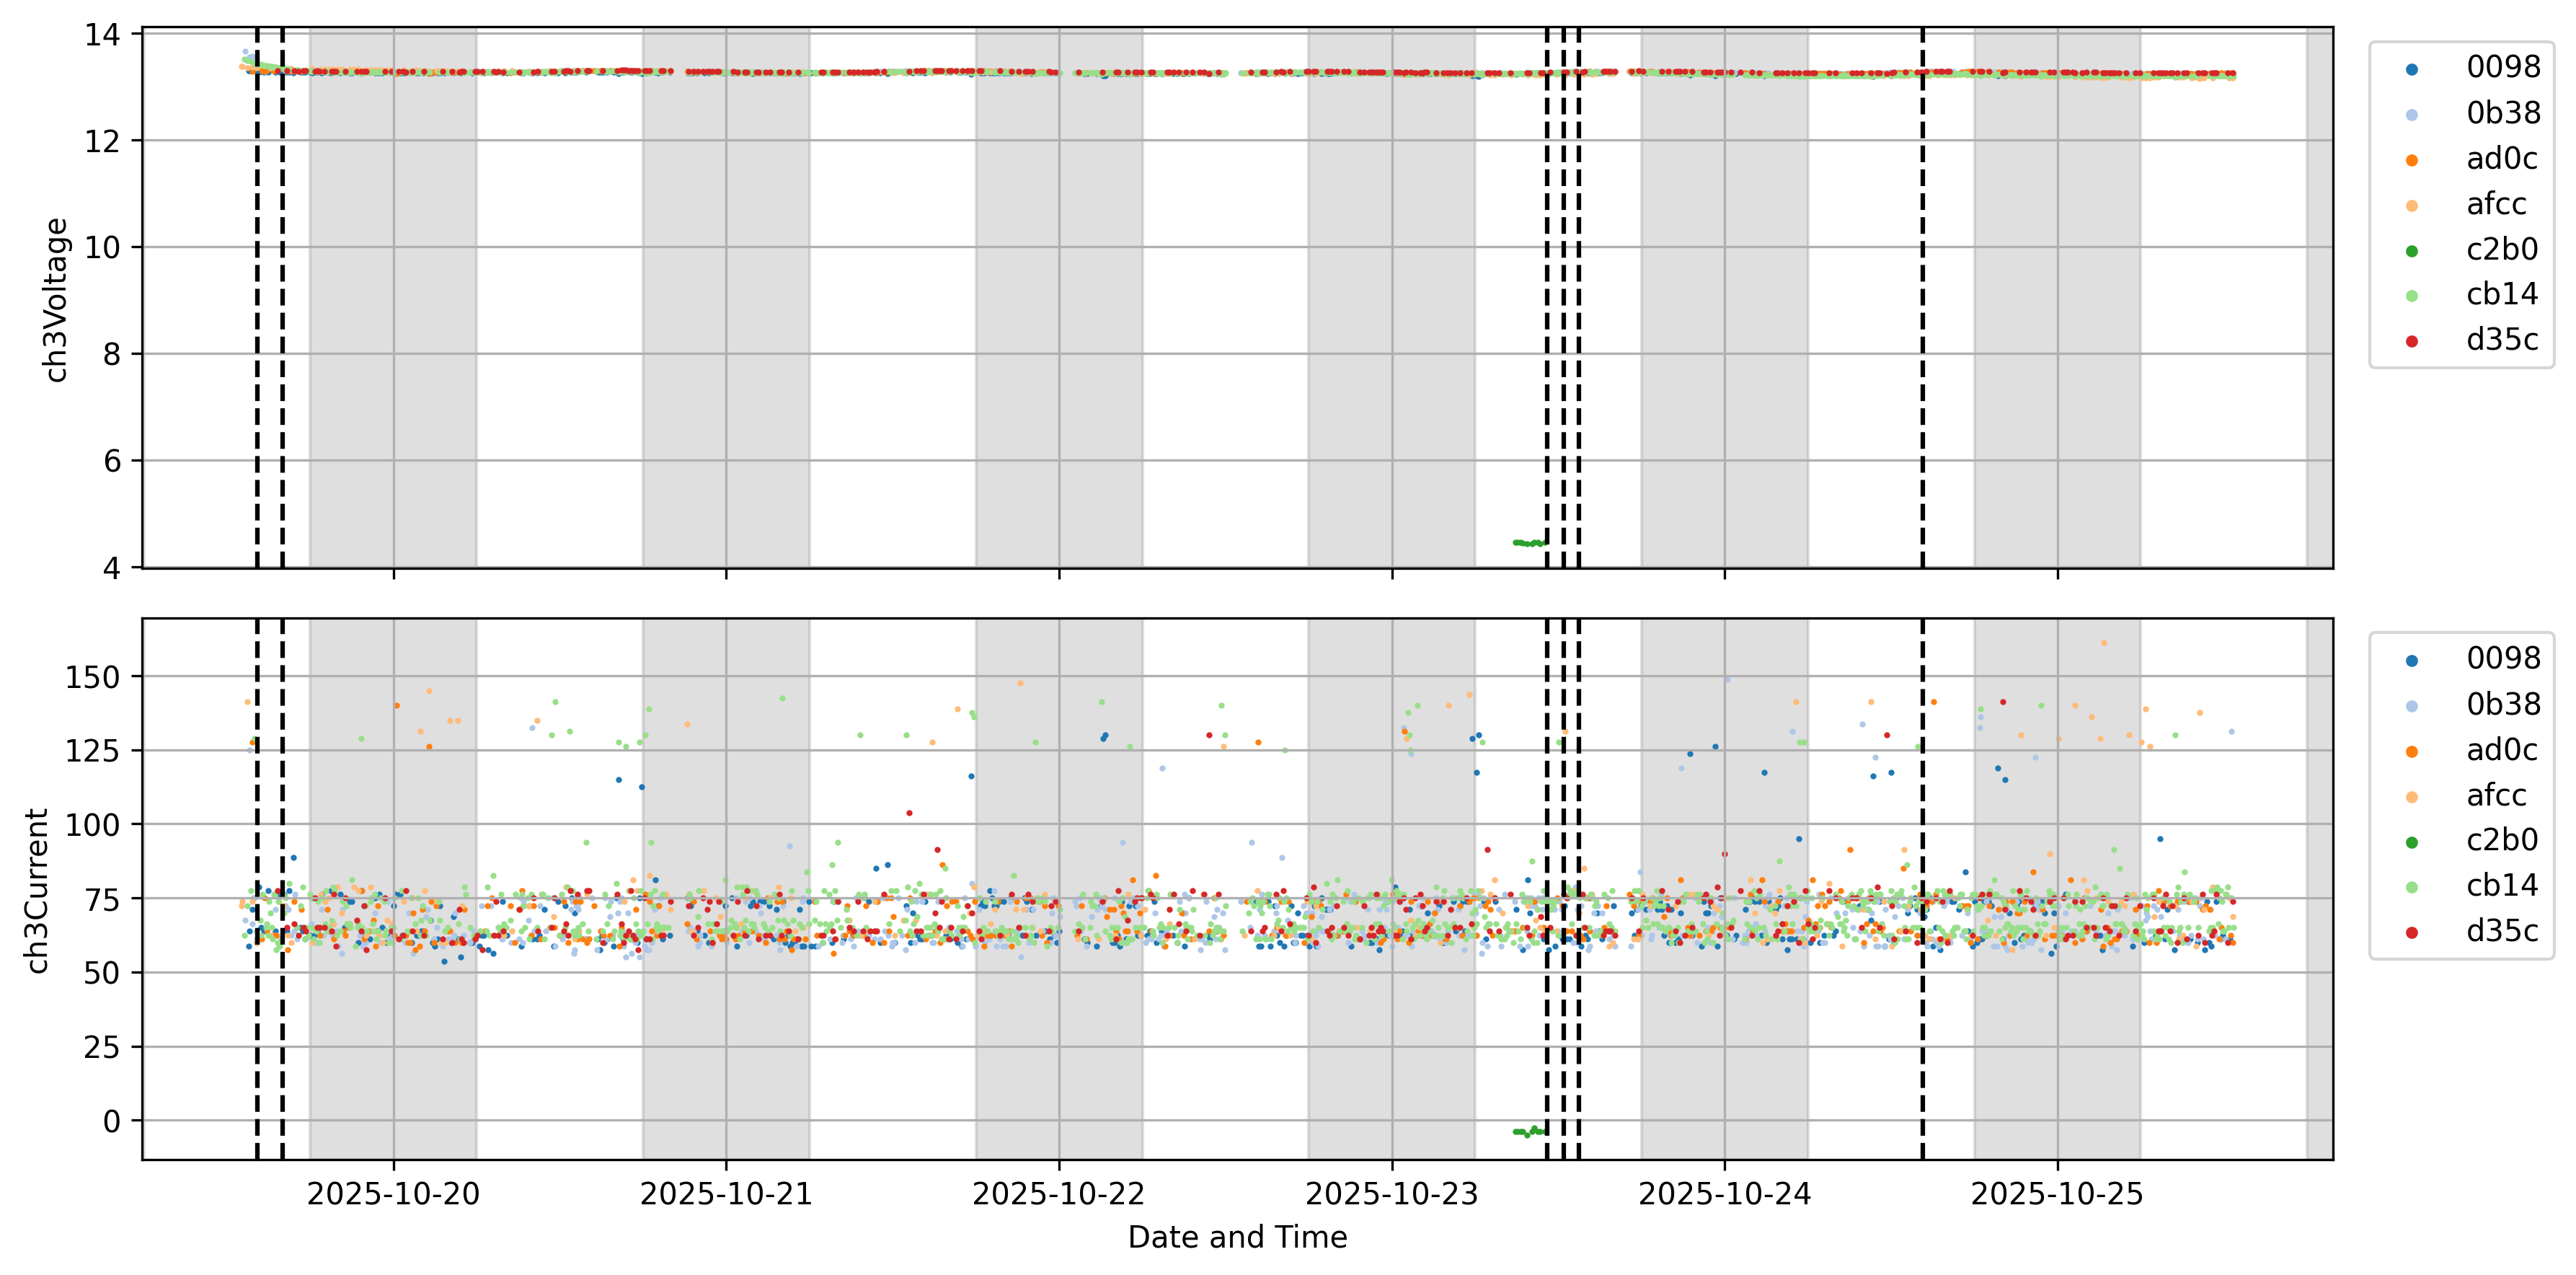 14
12
10
8
6
4
ch3Voltage
0098
0b38
ad0c
afcc
c2b0
cb14
d35c
150
125
100
75
50
25
0
ch3Current
0098
0b38
ad0c
afcc
c2b0
cb14
d35c
2025-10-20 2025-10-21 2025-10-22 2025-10-23 2025-10-24 2025-10-25
Date and Time